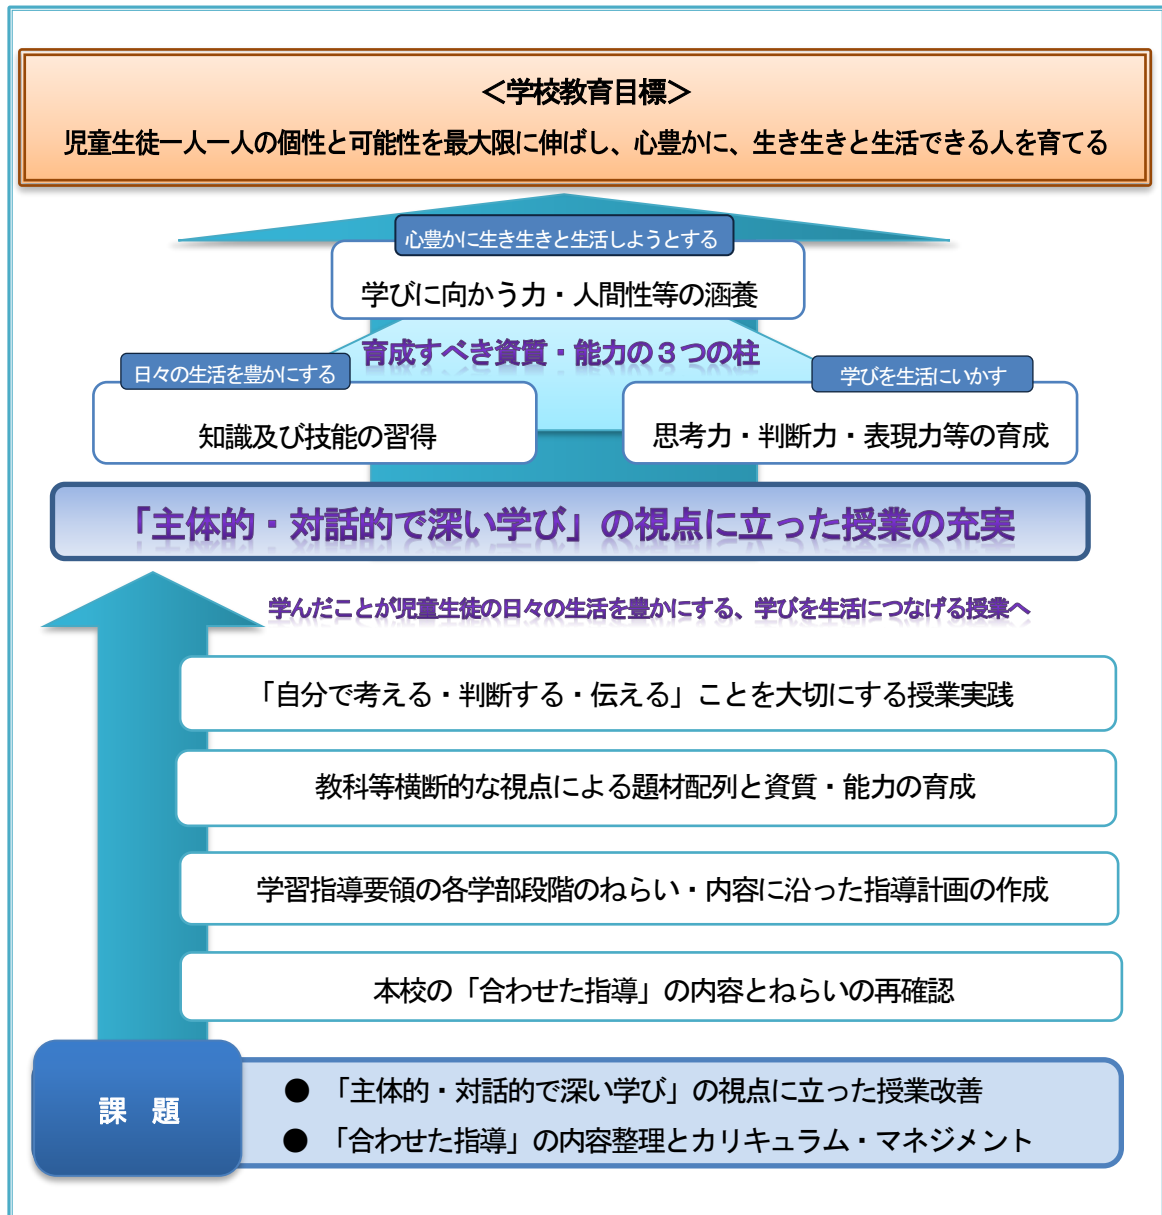 ＜学校教育目標＞
児童生徒一人一人の個性と可能性を最大限に伸ばし、心豊かに、生き生きと生活できる人を育てる
心豊かに生き生きと生活しようとする
学びに向かう力・人間性等の涵養
育成すべき資質・能力の３つの柱
日々の生活を豊かにする
学びを生活にいかす
知識及び技能の習得
思考力・判断力・表現力等の育成
「主体的・対話的で深い学び」の視点に立った授業の充実
学んだことが児童生徒の日々の生活を豊かにする、学びを生活につなげる授業へ
「自分で考える・判断する・伝える」ことを大切にする授業実践
教科等横断的な視点による題材配列と資質・能力の育成
学習指導要領の各学部段階のねらい・内容に沿った指導計画の作成
本校の「合わせた指導」の内容とねらいの再確認
課 題
● 「主体的・対話的で深い学び」の視点に立った授業改善
● 「合わせた指導」の内容整理とカリキュラム・マネジメント